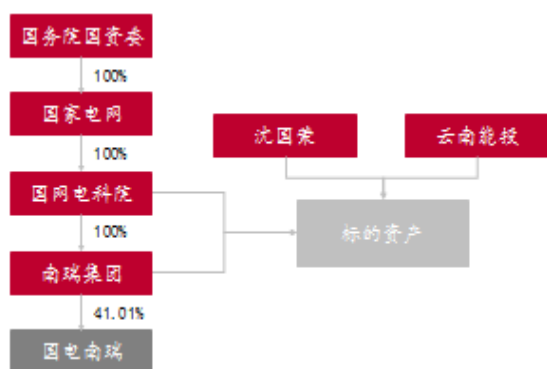 国务院国资委
100%
国家电网
100%
国网电科院
100%
南瑞集团
41.01%
国电南瑞
沈国荣
云南能投
标的资产